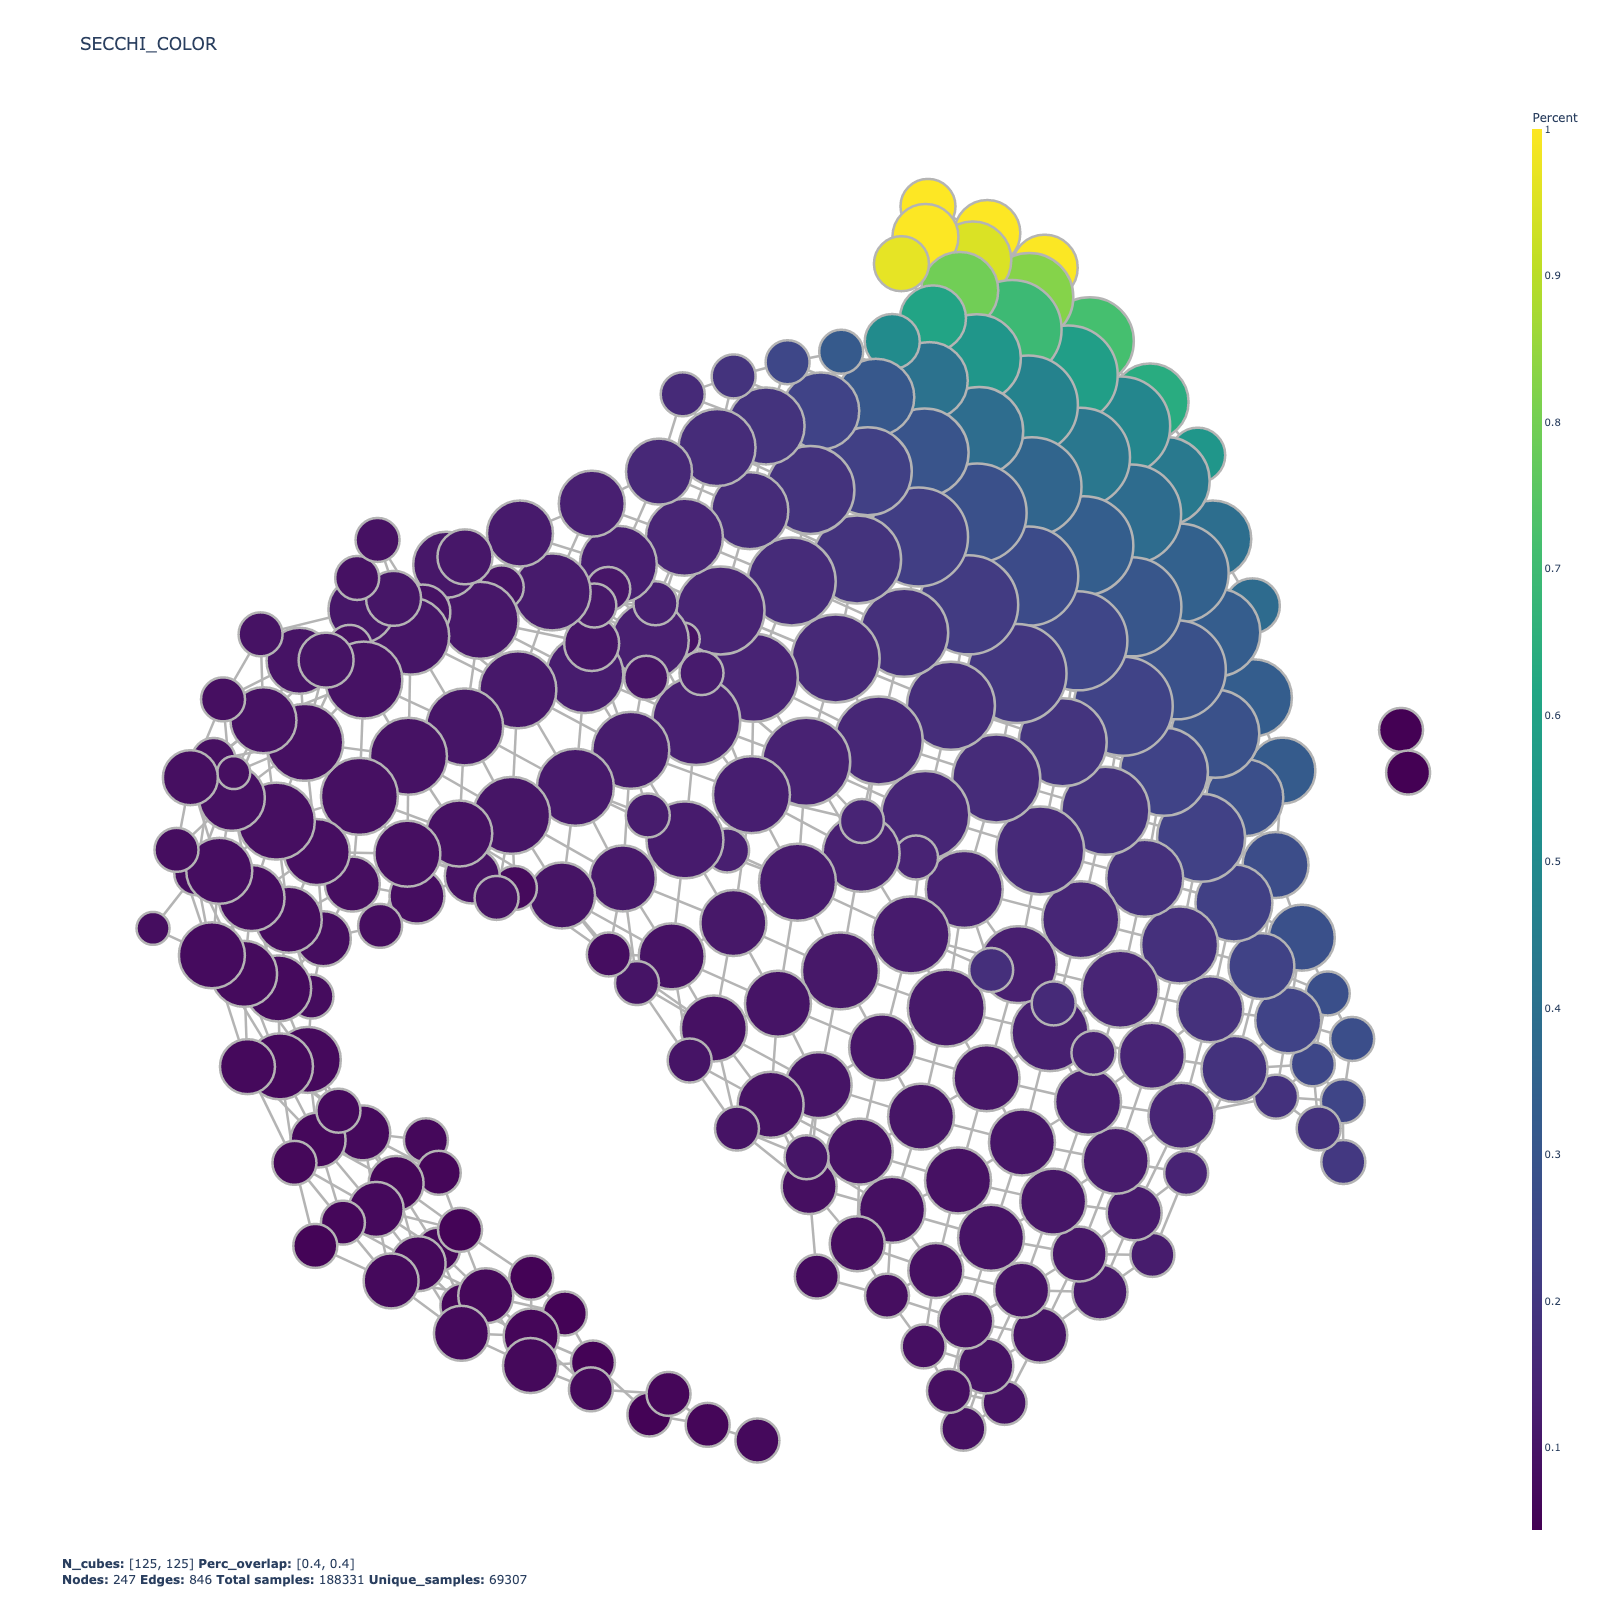 SECCHI_COLOR
Percent
1
0.9
0.8
0.7
0.6
0.5
0.4
0.3
0.2
0.1
N_cubes: [125, 125] Perc_overlap: [0.4, 0.4]
Nodes: 247 Edges: 846 Total samples: 188331 Unique_samples: 69307